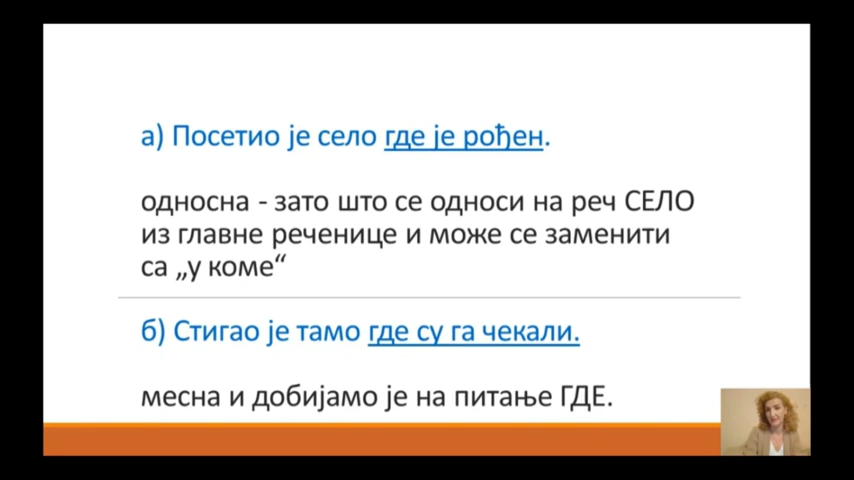 а) Посетио је село где је рођен.
односна - зато што се односи на реч СЕЛО
из главне реченице и може се заменити
са „у коме“
б) Стигао је тамо где су га чекали.
месна и добијамо је на питање ГДЕ.